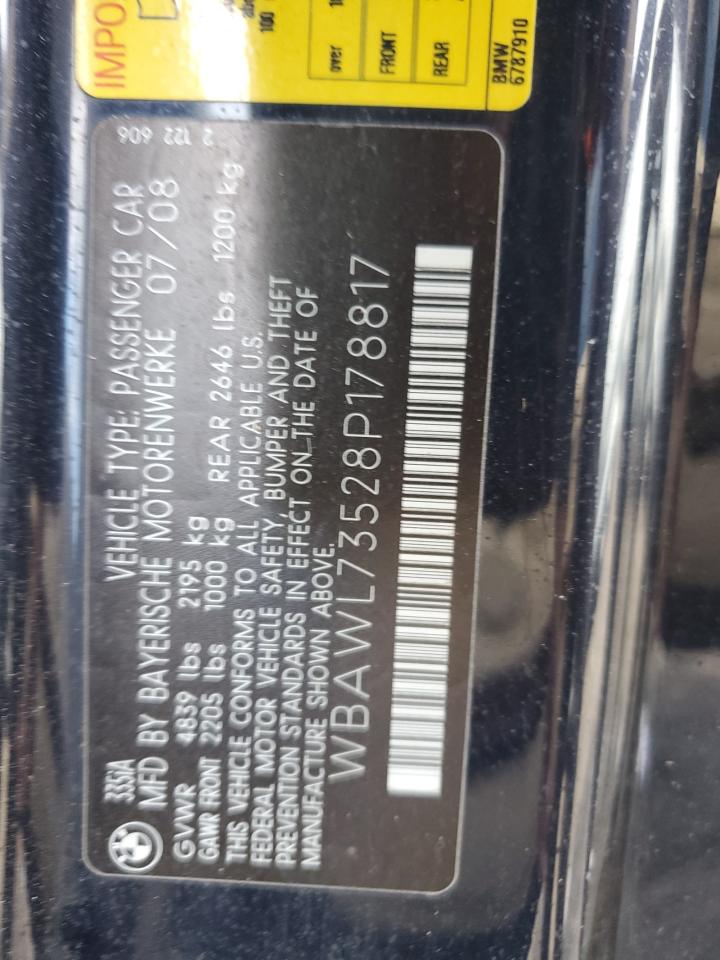 335iA VEHICLE TYPE: PASSENGER CAR
MFD BY BAYERISCHE MOTORENWERKE 07/08
GVWR 4839 lbs 2195 kg
GAWR FRONT 2205 lbs 1000 kg REAR 2646 lbs 1200 kg
THIS VEHICLE CONFORMS TO ALL APPLICABLE U.S.
FEDERAL MOTOR VEHICLE SAFETY, BUMPER AND THEFT
PREVENTION STANDARDS IN EFFECT ON THE DATE OF
MANUFACTURE SHOWN ABOVE.
WBAWL73528P178817
2 122 606
IMPO
100
over
FRONT
REAR
BMW
6787910